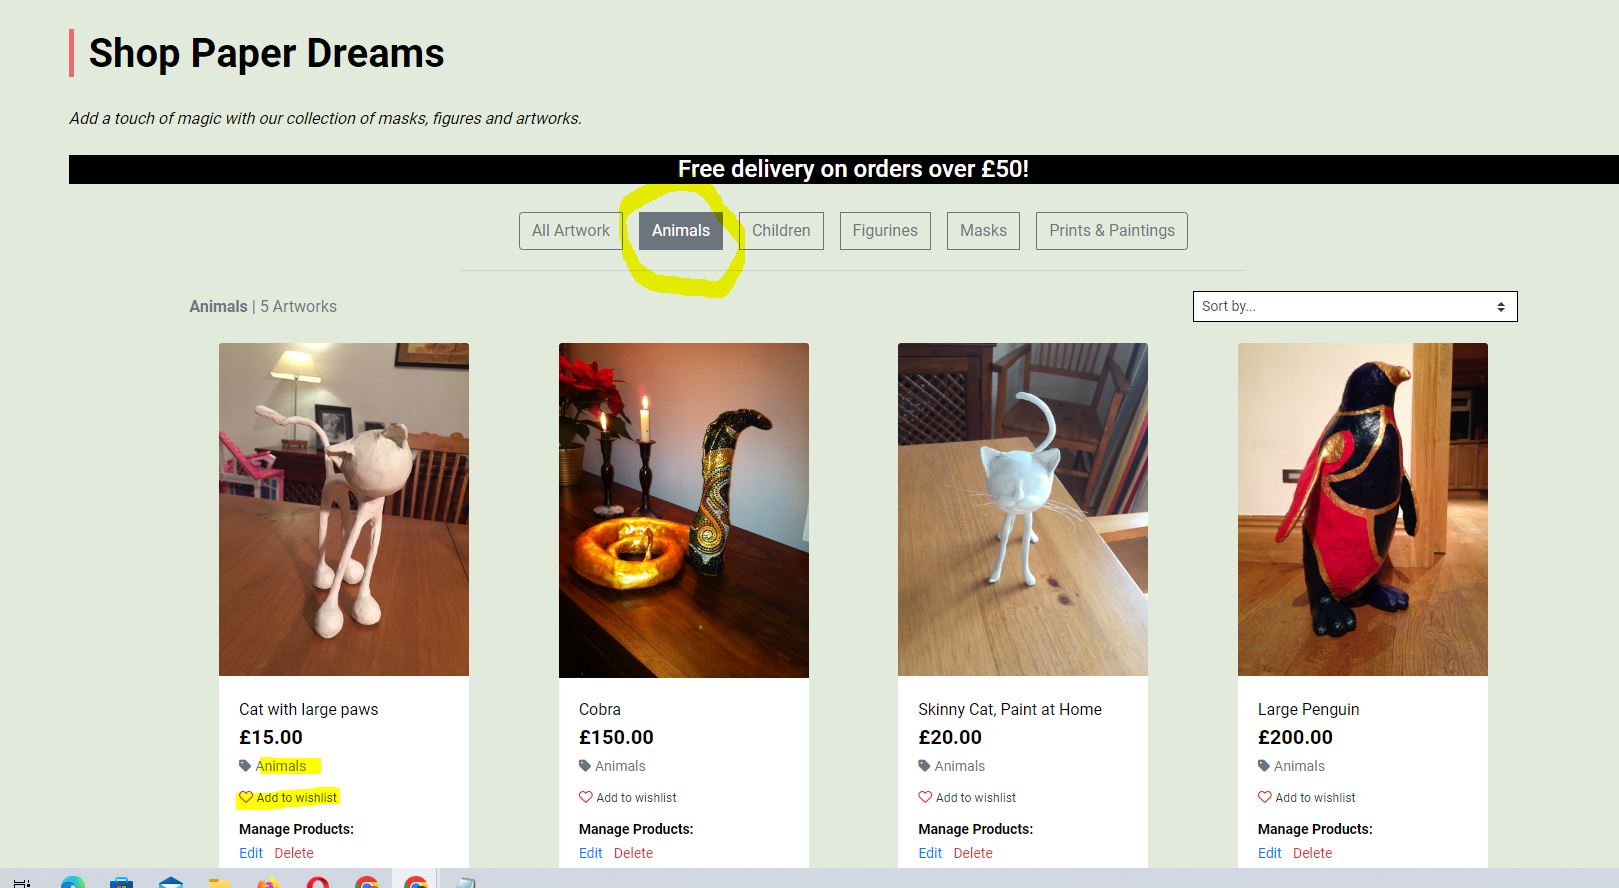 Shop Paper Dreams
Add a touch of magic with our collection of masks, figures and artworks.
Free delivery on orders over £50!
All Artwork Animals Children Figurines Masks Prints & Paintings
Animals | 5 Artworks Sort by...
Cat with large paws Cobra Skinny Cat, Paint at Home Large Penguin
£15.00 £150.00 £20.00 £200.00
Animals Animals Animals Animals
Add to wishlist Add to wishlist Add to wishlist Add to wishlist
Manage Products: Manage Products: Manage Products: Manage Products:
Edit Delete Edit Delete Edit Delete Edit Delete